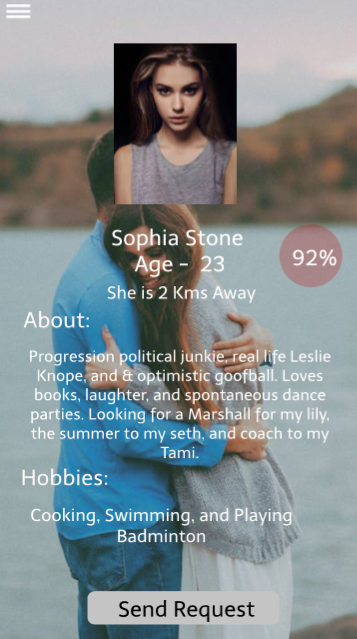 Sophia Stone
Age - 23
92%
She is 2 Kms Away
About:
Progression political junkie, real life Leslie
Knope, and & optimistic goofball. Loves
books, laughter, and spontaneous dance
parties. Looking for a Marshall for my lily,
the summer to my seth, and coach to my
Tami.
Hobbies:
Cooking, Swimming, and Playing
Badminton
Send Request